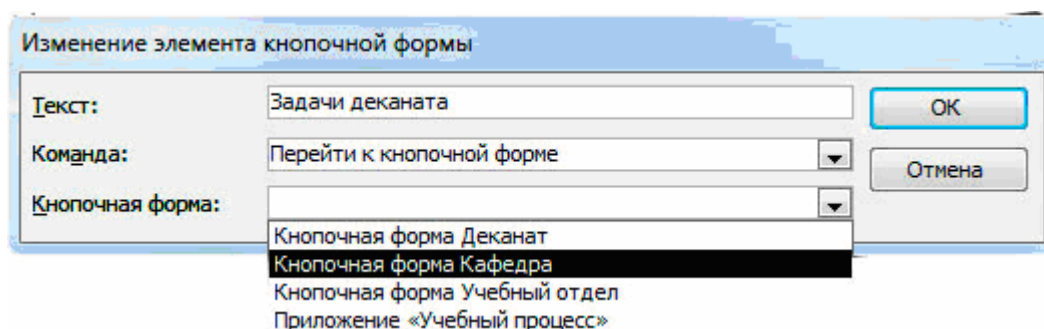 Изменение элемента кнопочной формы
Текст: Задачи деканата OK
Команда: Перейти к кнопочной форме Отмена
Кнопочная форма:
Кнопочная форма Деканат
Кнопочная форма Кафедра
Кнопочная форма Учебный отдел
Приложение «Учебный процесс»